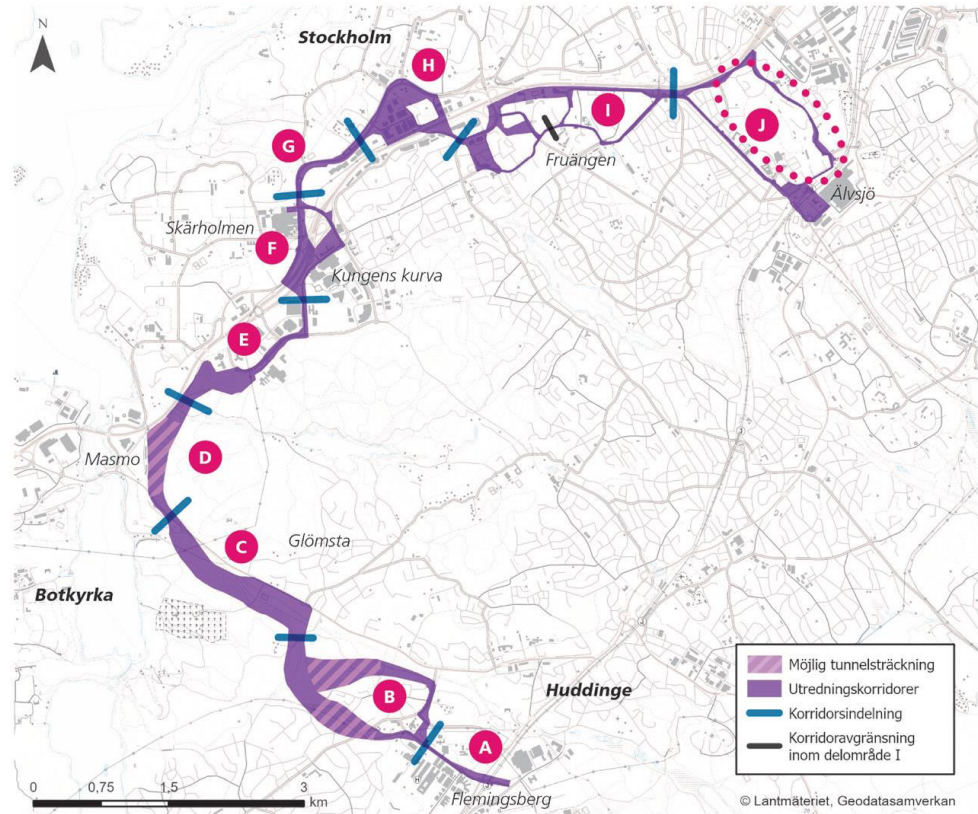 N
Stockholm
H
I
J
G
Fruängen
Älvsjö
Skärholmen
F
Kungens kurva
E
Masmo
D
C
Glömsta
Botkyrka
B
Huddinge
A
Flemingsberg
Möjlig tunnelsträckning
Utredningskorridorer
Korridorsindelning
Korridoravgränsning
inom delområde I
0 0,75 1,5 3
km
© Lantmäteriet, Geodatasamverkan